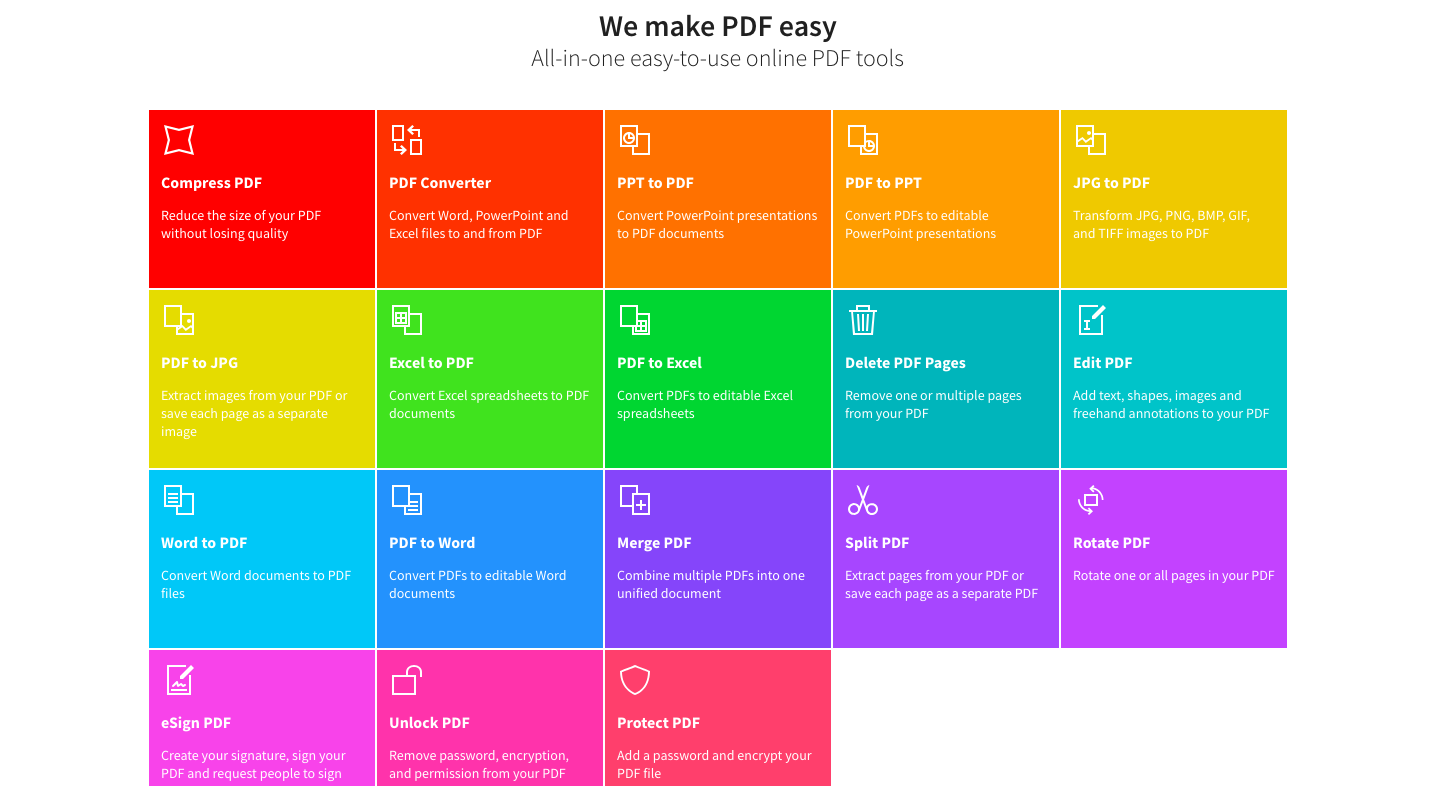 We make PDF easy
All-in-one easy-to-use online PDF tools
Compress PDF
Reduce the size of your PDF
without losing quality
PDF Converter
Convert Word, PowerPoint and
Excel files to and from PDF
PPT to PDF
Convert PowerPoint presentations
to PDF documents
PDF to PPT
Convert PDFs to editable
PowerPoint presentations
JPG to PDF
Transform JPG, PNG, BMP, GIF,
and TIFF images to PDF
PDF to JPG
Extract images from your PDF or
save each page as a separate
image
Excel to PDF
Convert Excel spreadsheets to PDF
documents
PDF to Excel
Convert PDFs to editable Excel
spreadsheets
Delete PDF Pages
Remove one or multiple pages
from your PDF
Edit PDF
Add text, shapes, images and
freehand annotations to your PDF
Word to PDF
Convert Word documents to PDF
files
PDF to Word
Convert PDFs to editable Word
documents
Merge PDF
Combine multiple PDFs into one
unified document
Split PDF
Extract pages from your PDF or
save each page as a separate PDF
Rotate PDF
Rotate one or all pages in your PDF
eSign PDF
Create your signature, sign your
PDF and request people to sign
Unlock PDF
Remove password, encryption,
and permission from your PDF
Protect PDF
Add a password and encrypt your
PDF file